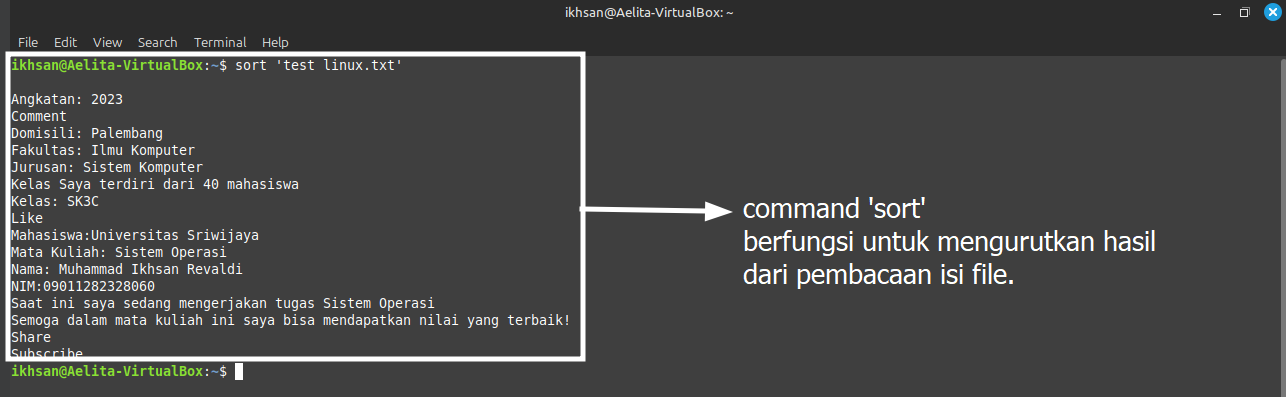 ikhsan@Aelita-VirtualBox: ~
File Edit View Search Terminal Help
ikhsan@Aelita-VirtualBox:~$ sort 'test linux.txt'
Angkatan: 2023
Comment
Domisili: Palembang
Fakultas: Ilmu Komputer
Jurusan: Sistem Komputer
Kelas Saya terdiri dari 40 mahasiswa
Kelas: SK3C
Like
Mahasiswa:Universitas Sriwijaya
Mata Kuliah: Sistem Operasi
Nama: Muhammad Ikhsan Revaldi
NIM:09011282328060
Saat ini saya sedang mengerjakan tugas Sistem Operasi
Semoga dalam mata kuliah ini saya bisa mendapatkan nilai yang terbaik!
Share
Subscribe
ikhsan@Aelita-VirtualBox:~$
command 'sort'
berfungsi untuk mengurutkan hasil
dari pembacaan isi file.